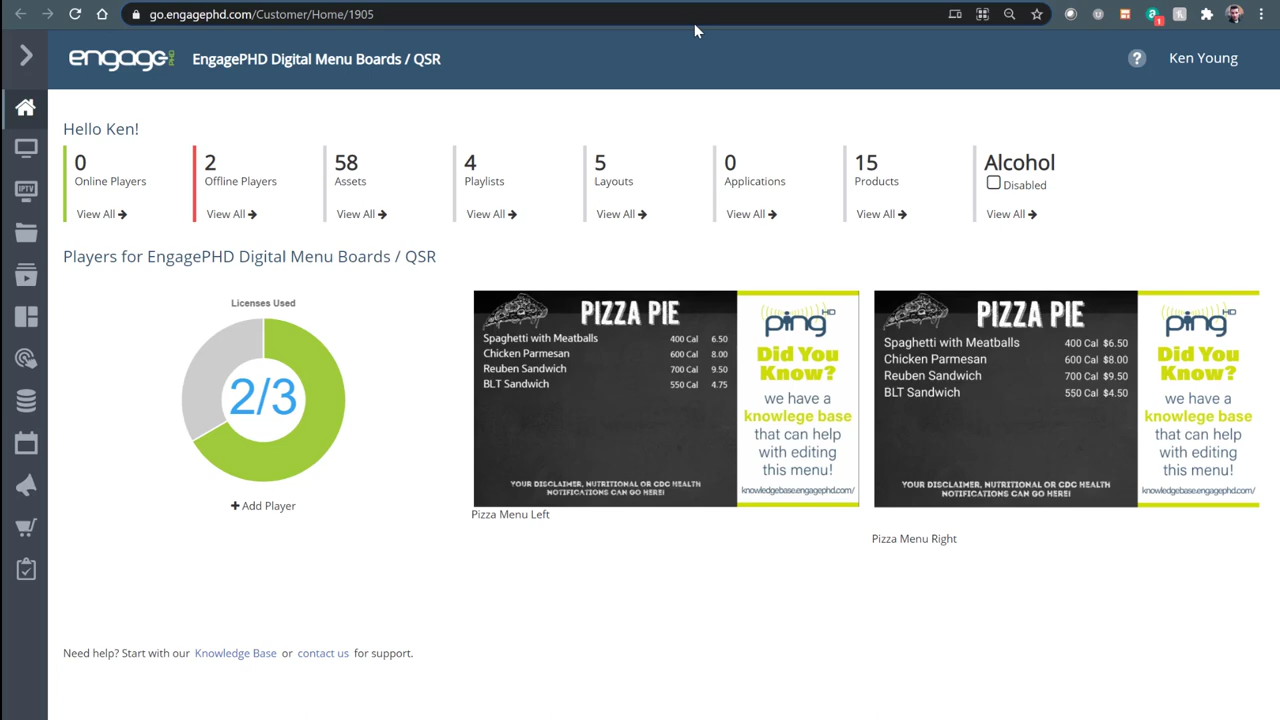 go.engagephd.com/Customer/Home/1905
1
engage PHD
EngagePHD Digital Menu Boards / QSR
?
Ken Young
IPTV
Hello Ken!
0
Online Players
View All
2
Offline Players
View All
58
Assets
View All
4
Playlists
View All
5
Layouts
View All
0
Applications
View All
15
Products
View All
Alcohol
Disabled
View All
Players for EngagePHD Digital Menu Boards / QSR
Licenses Used
2/3
Add Player
PIZZA PIE
Spaghetti with Meatballs 400 Cal 6.50
Chicken Parmesan 600 Cal 8.00
Reuben Sandwich 700 Cal 9.50
BLT Sandwich 550 Cal 4.75
YOUR DISCLAIMER, NUTRITIONAL OR CDC HEALTH
NOTIFICATIONS CAN GO HERE!
ping HD
Did You
Know?
we have a
knowlege base
that can help
with editing
this menu!
knowledgebase.engagephd.com/
Pizza Menu Left
PIZZA PIE
Spaghetti with Meatballs 400 Cal $6.50
Chicken Parmesan 600 Cal $8.00
Reuben Sandwich 700 Cal $9.50
BLT Sandwich 550 Cal $4.50
YOUR DISCLAIMER, NUTRITIONAL OR CDC HEALTH
NOTIFICATIONS CAN GO HERE!
ping HD
Did You
Know?
we have a
knowlege base
that can help
with editing
this menu!
knowledgebase.engagephd.com/
Pizza Menu Right
Need help? Start with our Knowledge Base or contact us for support.